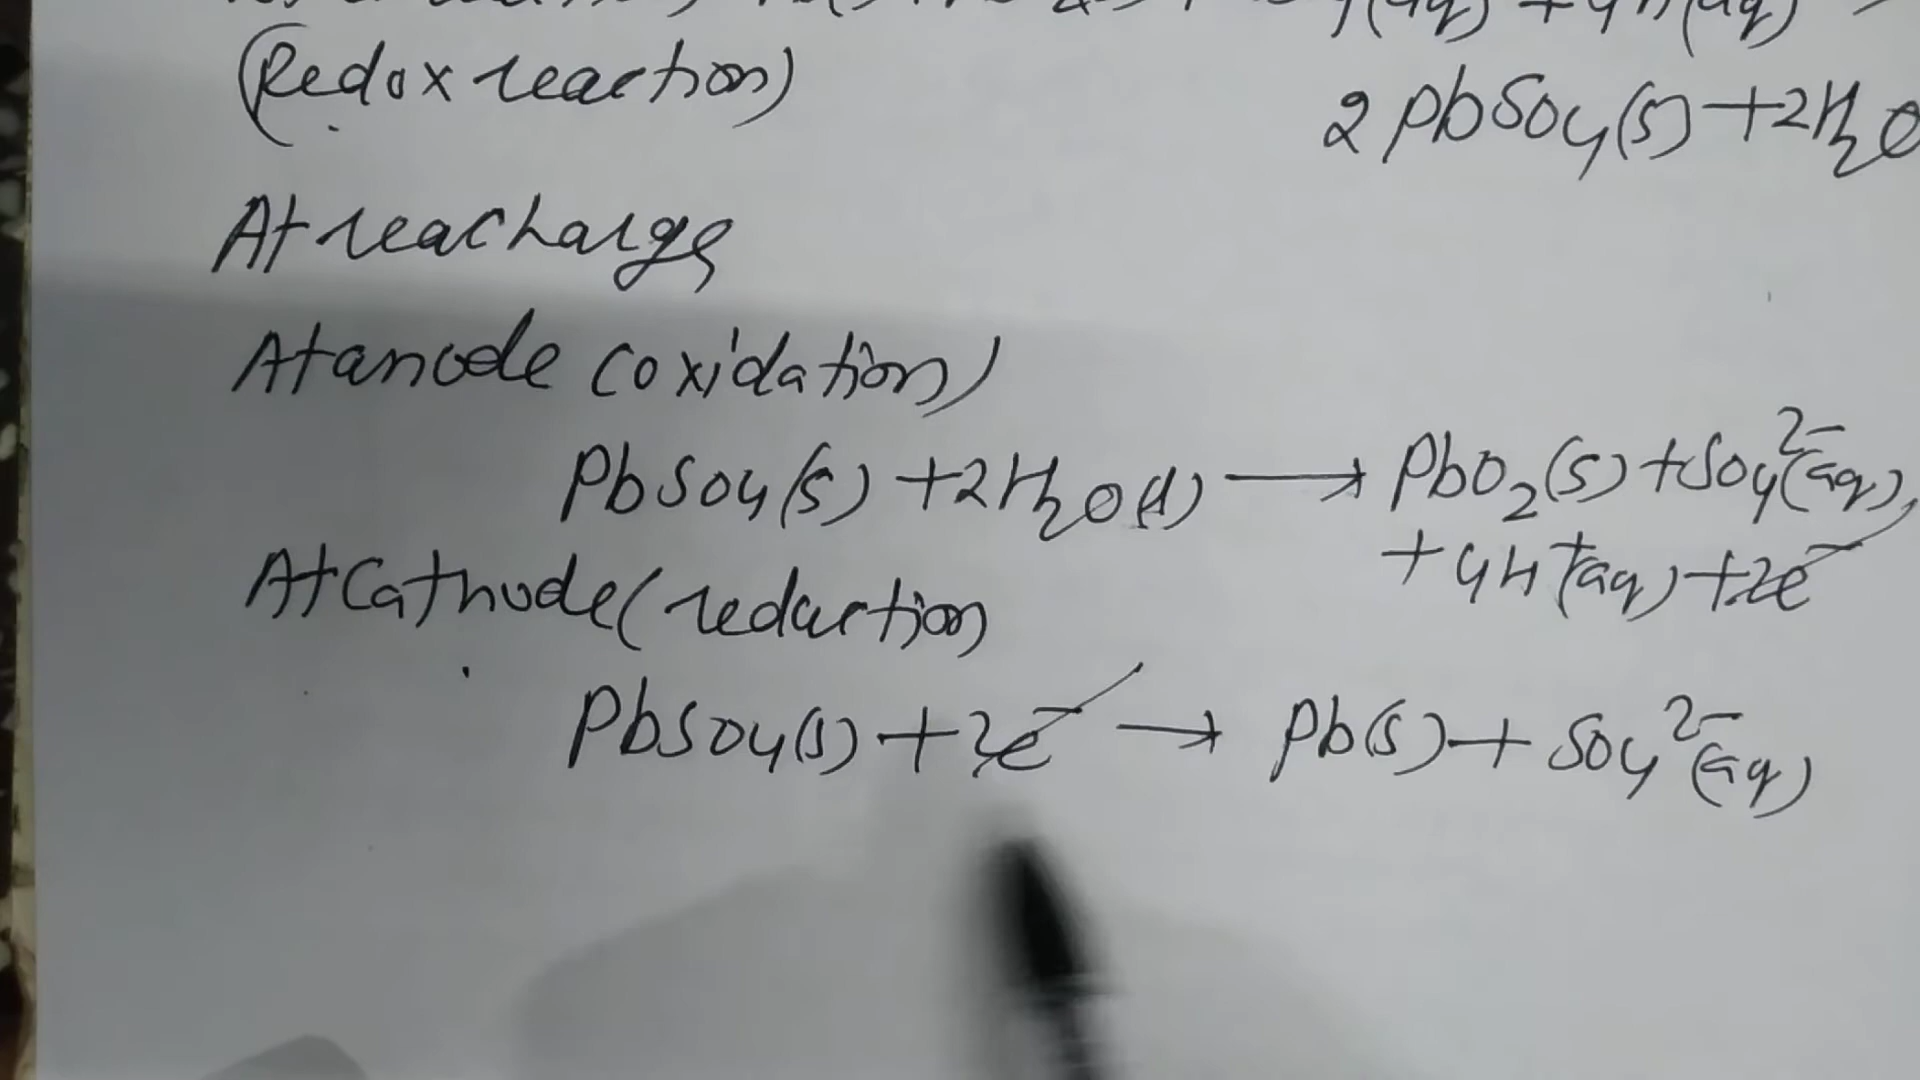 (Redox reaction)
2PbSO4(s)+2H2O
At reacharge
At anode (oxidation)
PbSO4(s)+2H2O(l) → PbO2(s)+SO4^2-(aq)
+4H+(aq)+2e-
At Cathode(reduction
PbSO4(s)+2e- → Pb(s)+SO4^2-(aq)